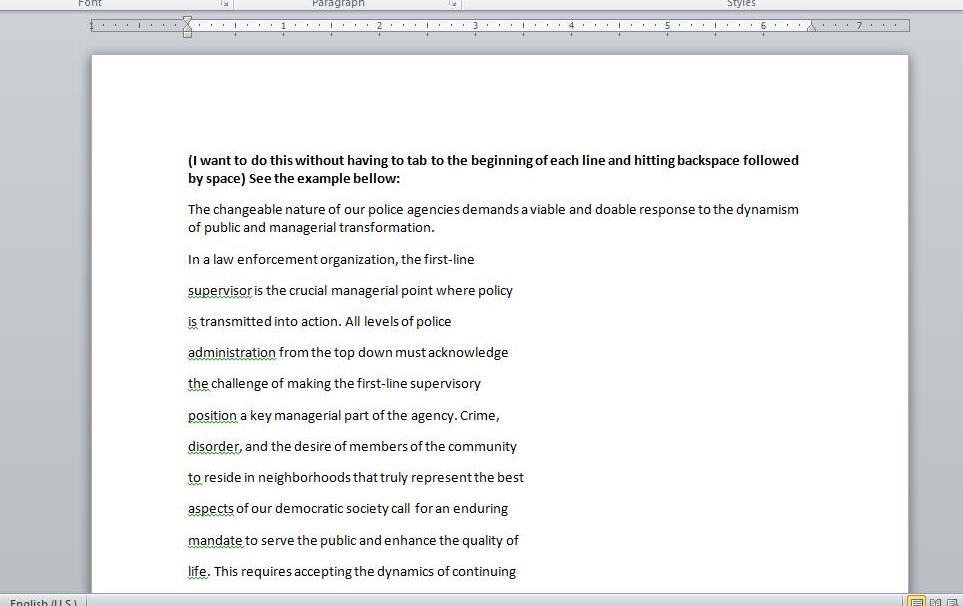 Font Paragraph Styles
1 1 2 3 4 5 6 7
(I want to do this without having to tab to the beginning of each line and hitting backspace followed
by space) See the example bellow:
The changeable nature of our police agencies demands a viable and doable response to the dynamism
of public and managerial transformation.
In a law enforcement organization, the first-line
supervisor is the crucial managerial point where policy
is transmitted into action. All levels of police
administration from the top down must acknowledge
the challenge of making the first-line supervisory
position a key managerial part of the agency. Crime,
disorder, and the desire of members of the community
to reside in neighborhoods that truly represent the best
aspects of our democratic society call for an enduring
mandate to serve the public and enhance the quality of
life. This requires accepting the dynamics of continuing
English (U.S.)